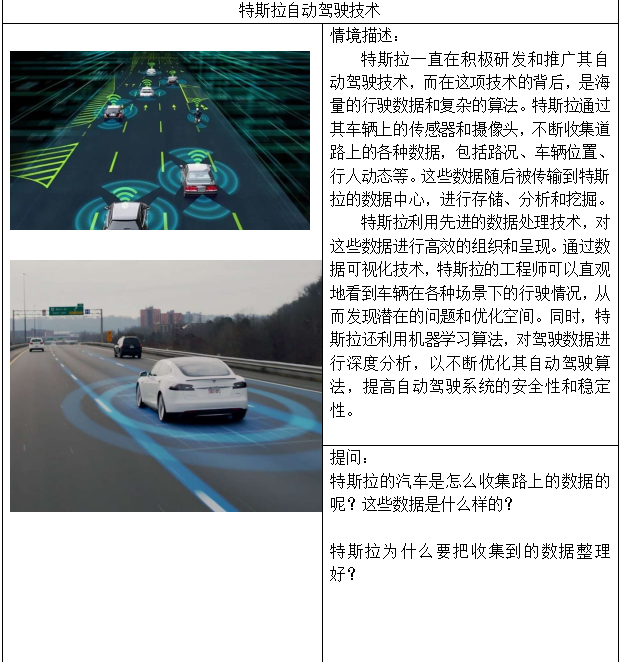 特斯拉自动驾驶技术
情境描述：
特斯拉一直在积极研发和推广其自
动驾驶技术，而在这项技术的背后，是海
量的行驶数据和复杂的算法。特斯拉通过
其车辆上的传感器和摄像头，不断收集道
路上的各种数据，包括路况、车辆位置、
行人动态等。这些数据随后被传输到特斯
拉的数据中心，进行存储、分析和挖掘。
特斯拉利用先进的数据处理技术，对
这些数据进行高效的组织和呈现。通过数
据可视化技术，特斯拉的工程师可以直观
地看到车辆在各种场景下的行驶情况，从
而发现潜在的问题和优化空间。同时，特
斯拉还利用机器学习算法，对驾驶数据进
行深度分析，以不断优化其自动驾驶算
法，提高自动驾驶系统的安全性和稳定
性。
提问：
特斯拉的汽车是怎么收集路上的数据的
呢？这些数据是什么样的？
特斯拉为什么要把收集到的数据整理
好？